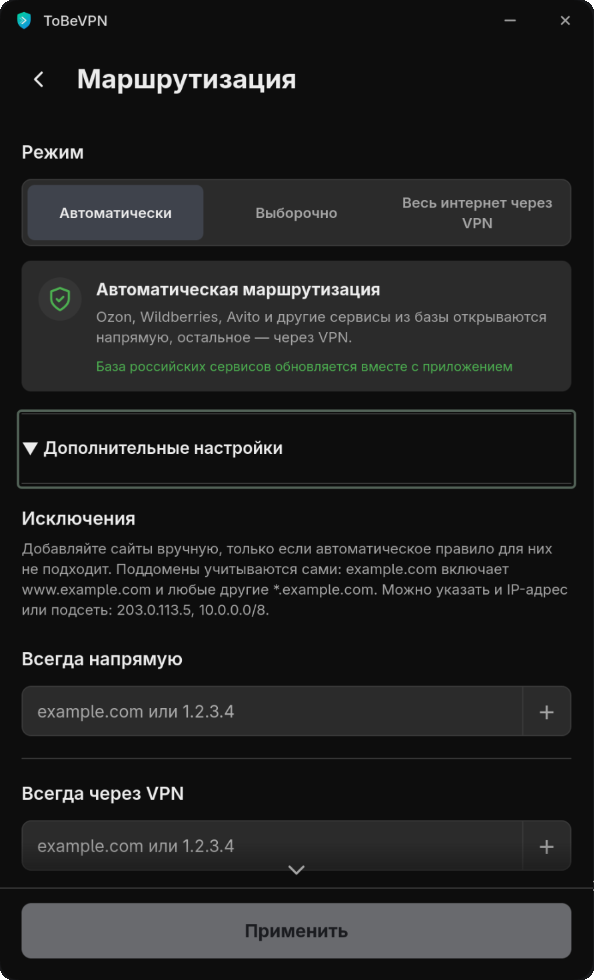 ToBeVPN
Маршрутизация
Режим
Автоматически
Выборочно
Весь интернет через
VPN
Автоматическая маршрутизация
Ozon, Wildberries, Avito и другие сервисы из базы открываются
напрямую, остальное — через VPN.
База российских сервисов обновляется вместе с приложением
▼ Дополнительные настройки
Исключения
Добавляйте сайты вручную, только если автоматическое правило для них
не подходит. Поддомены учитываются сами: example.com включает
www.example.com и любые другие *.example.com. Можно указать и IP-адрес
или подсеть: 203.0.113.5, 10.0.0.0/8.
Всегда напрямую
example.com или 1.2.3.4
Всегда через VPN
example.com или 1.2.3.4
Применить